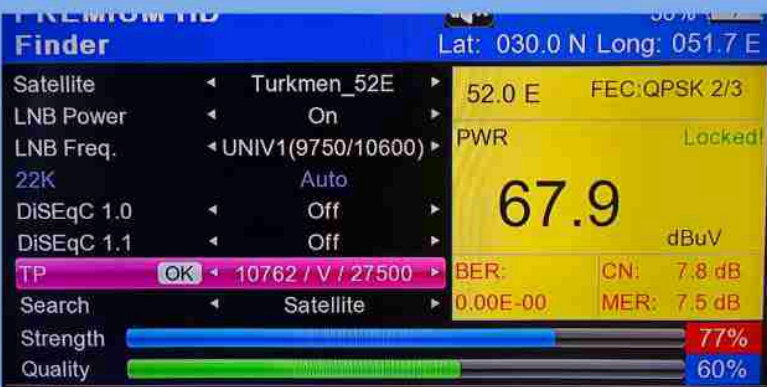 PREMIUM HD
Finder
Lat: 030.0 N Long: 051.7 E
Satellite ◄ Turkmen_52E ►
LNB Power ◄ On ►
LNB Freq. ◄ UNIV1(9750/10600) ►
22K Auto
DiSEqC 1.0 ◄ Off ►
DiSEqC 1.1 ◄ Off ►
TP OK ◄ 10762 / V / 27500 ►
Search ◄ Satellite ►
Strength 77%
Quality 60%
52.0 E FEC:QPSK 2/3
PWR Locked!
67.9
dBuV
BER: CN: 7.8 dB
0.00E-00 MER: 7.5 dB